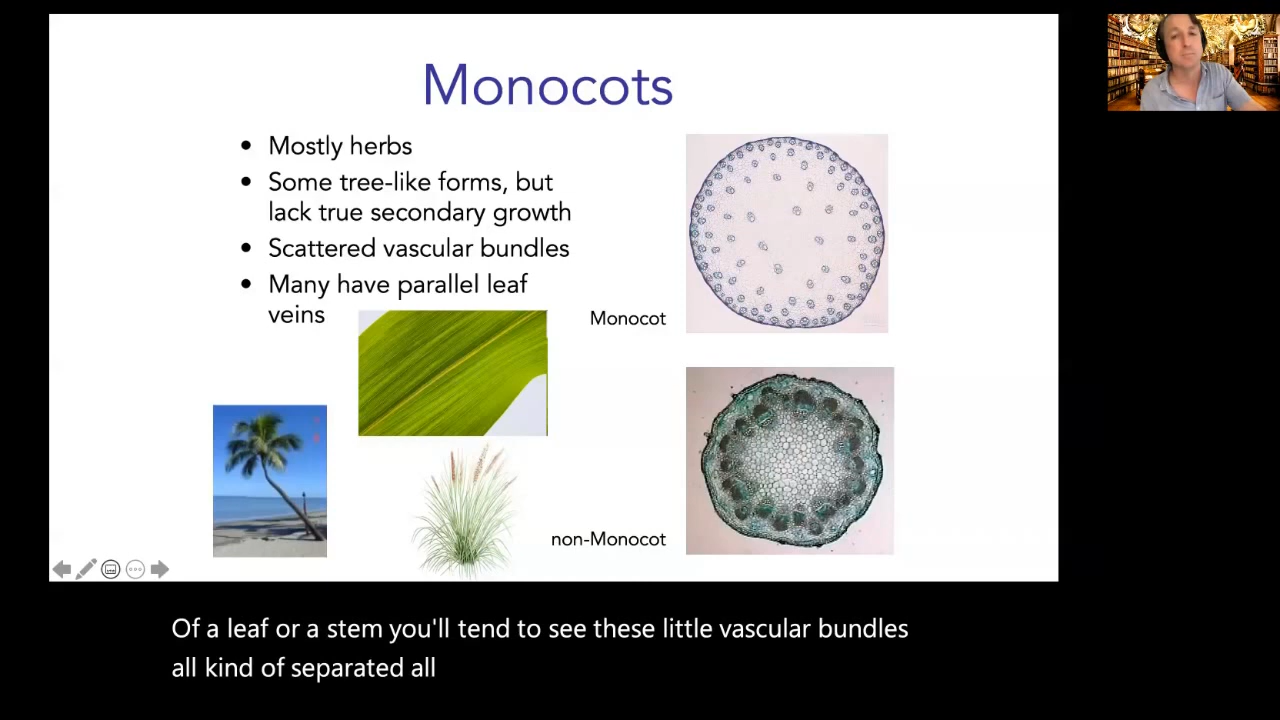 Monocots
• Mostly herbs
• Some tree-like forms, but
lack true secondary growth
• Scattered vascular bundles
• Many have parallel leaf
veins
Monocot
non-Monocot
Of a leaf or a stem you'll tend to see these little vascular bundles
all kind of separated all